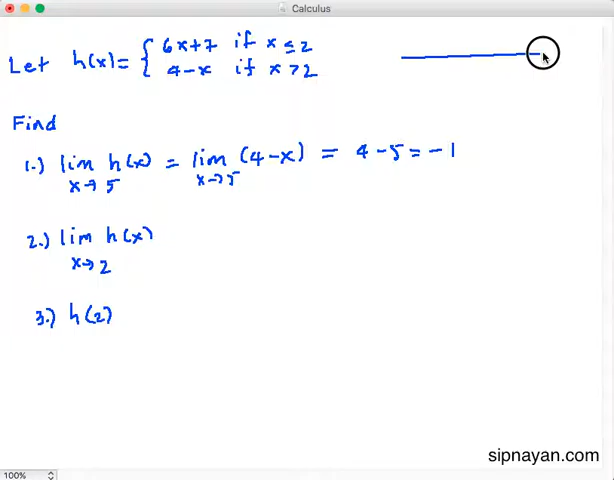 Calculus
Let h(x) = { 6x+7 if x ≤ 2
4-x if x > 2
Find
1.) lim h(x) = lim (4-x) = 4-5 = -1
x→5 x→5
2.) lim h(x)
x→2
3.) h(2)
sipnayan.com
100%